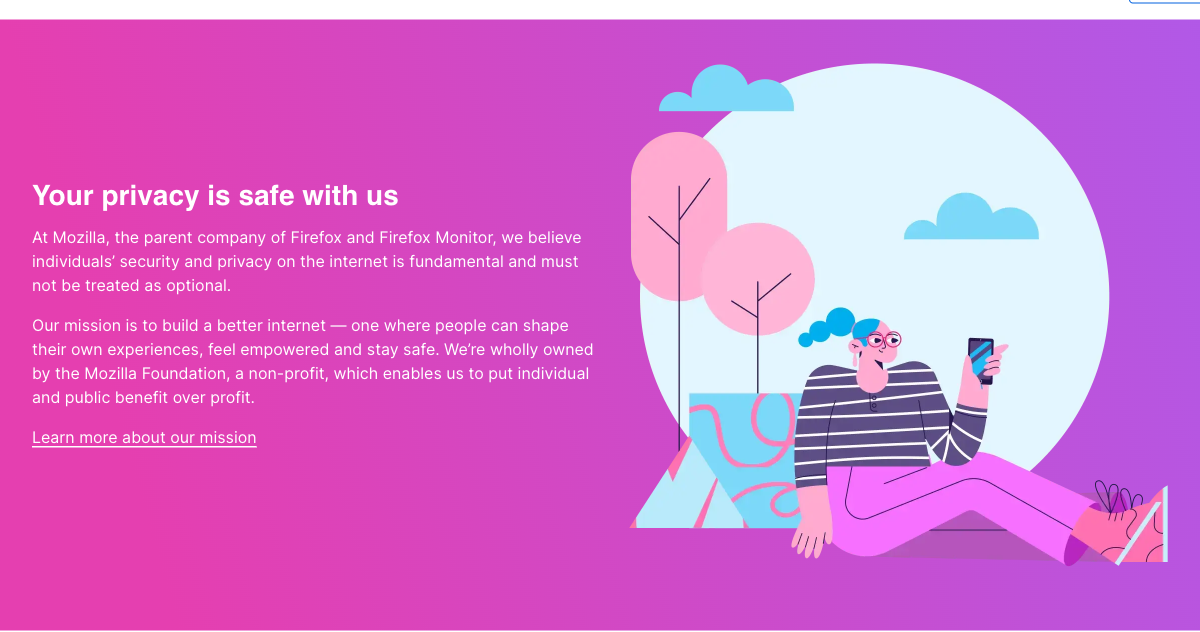 Your privacy is safe with us
At Mozilla, the parent company of Firefox and Firefox Monitor, we believe
individuals’ security and privacy on the internet is fundamental and must
not be treated as optional.
Our mission is to build a better internet — one where people can shape
their own experiences, feel empowered and stay safe. We’re wholly owned
by the Mozilla Foundation, a non-profit, which enables us to put individual
and public benefit over profit.
Learn more about our mission